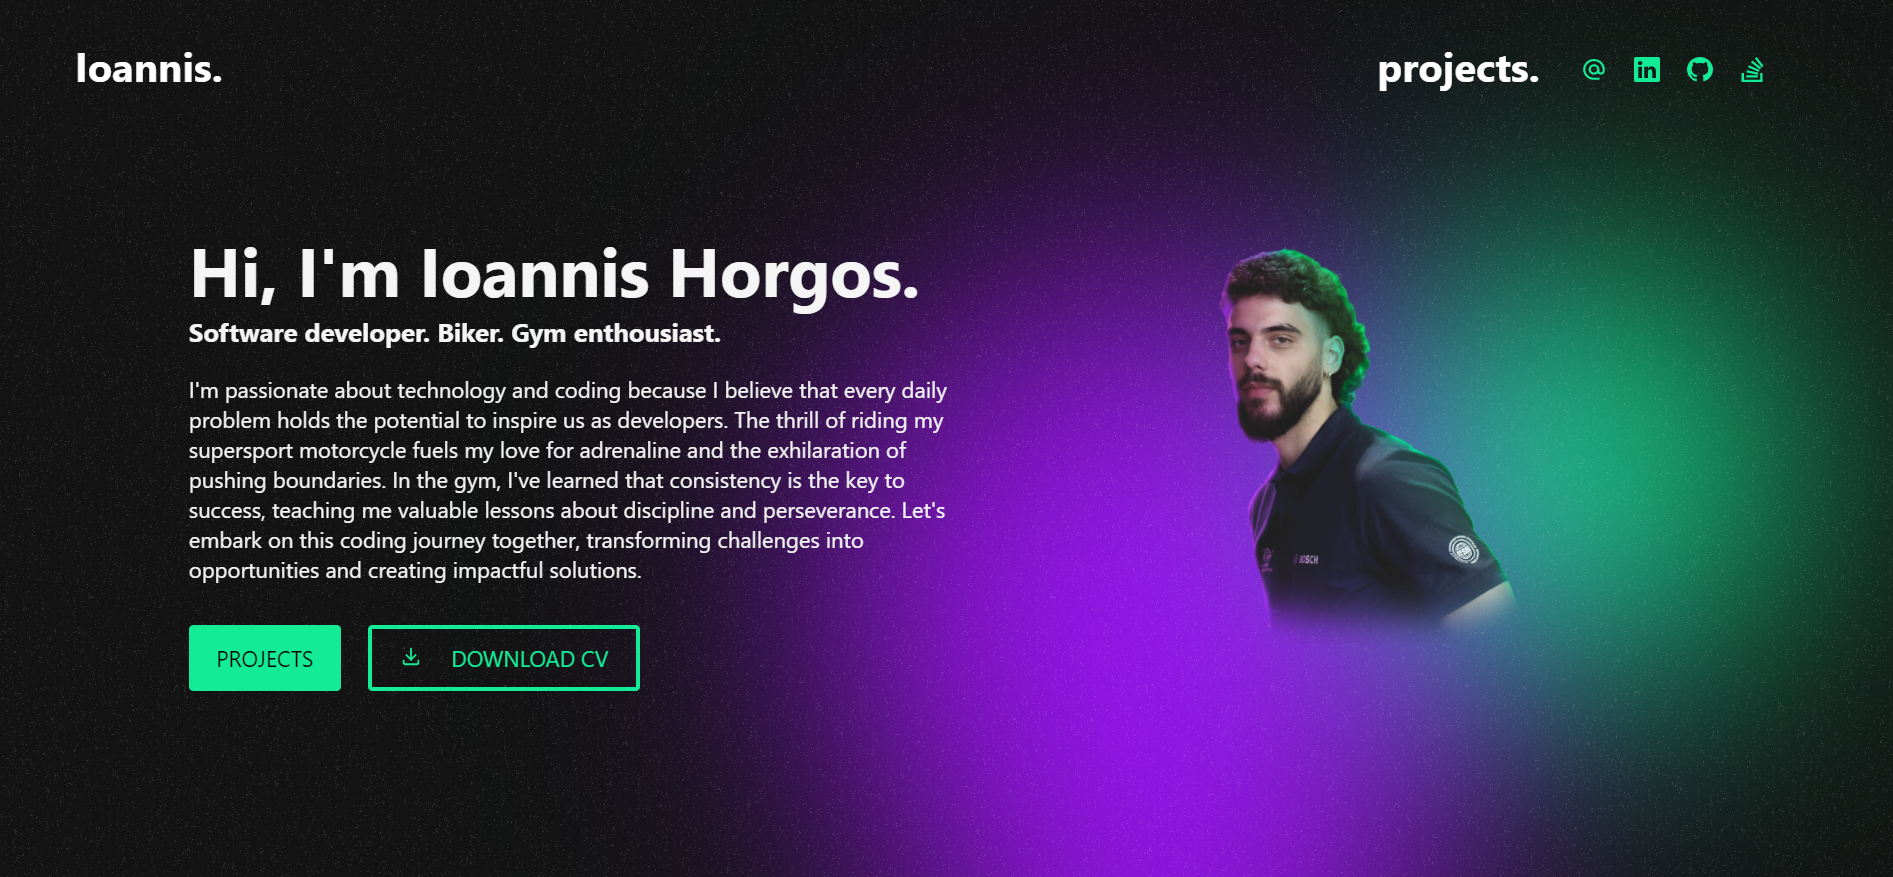 Ioannis.
projects.
Hi, I'm Ioannis Horgos.
Software developer. Biker. Gym enthousiast.
I'm passionate about technology and coding because I believe that every daily
problem holds the potential to inspire us as developers. The thrill of riding my
supersport motorcycle fuels my love for adrenaline and the exhilaration of
pushing boundaries. In the gym, I've learned that consistency is the key to
success, teaching me valuable lessons about discipline and perseverance. Let's
embark on this coding journey together, transforming challenges into
opportunities and creating impactful solutions.
BOSCH
PROJECTS
DOWNLOAD CV